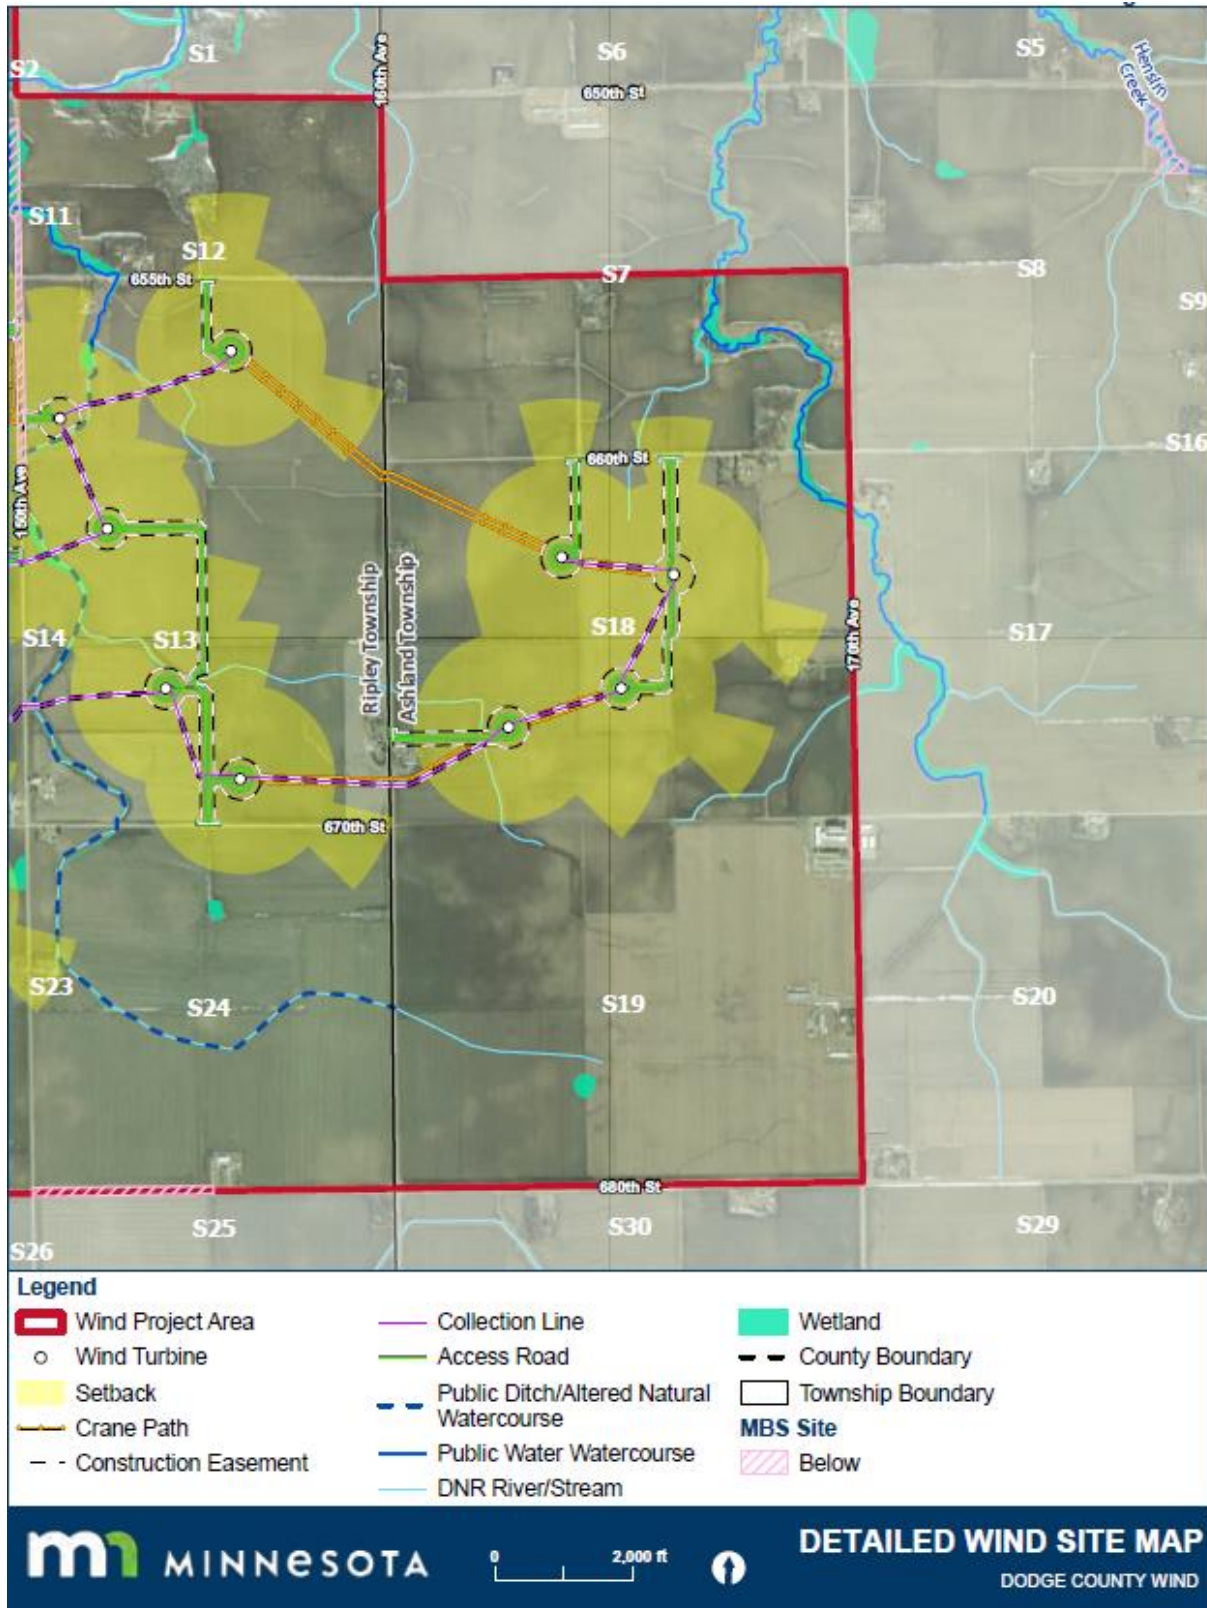 S1
S6
S5
S2
160th Ave
650th St
Henslin
Creek
S11
S12
655th St
S7
S8
S9
S16
660th St
150th Ave
Ripley Township
Ashland Township
S14
S13
S18
170th Ave
S17
670th St
S23
S24
S19
S20
680th St
S25
S30
S29
S26
Legend
Wind Project Area
Wind Turbine
Setback
Crane Path
Construction Easement
Collection Line
Access Road
Public Ditch/Altered Natural
Watercourse
Public Water Watercourse
DNR River/Stream
Wetland
County Boundary
Township Boundary
MBS Site
Below
MINNESOTA
0 2,000 ft
DETAILED WIND SITE MAP
DODGE COUNTY WIND